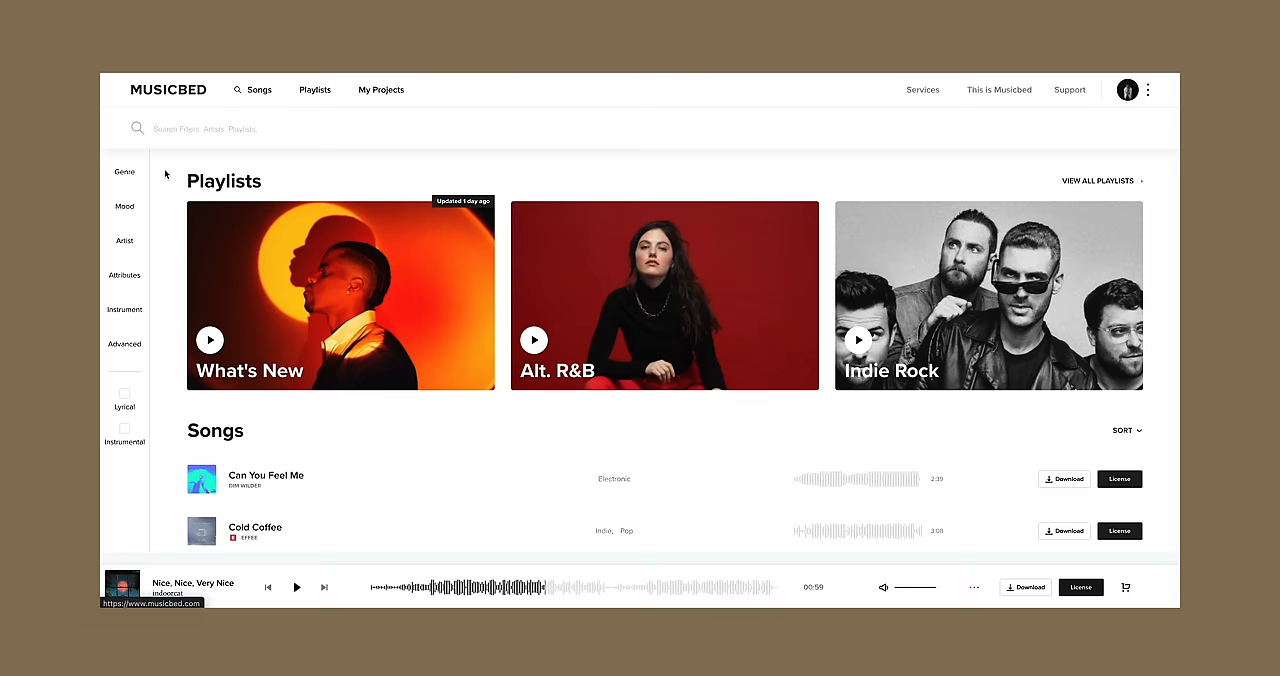 MUSICBED
Songs
Playlists
My Projects
Services
This is Musicbed
Support
Search Filters, Artists, Playlists,
Genre
Mood
Artist
Attributes
Instrument
Advanced
Lyrical
Instrumental
Playlists
VIEW ALL PLAYLISTS
Updated 1 day ago
What's New
Alt. R&B
Indie Rock
Songs
SORT
Can You Feel Me
DIM WILDER
Electronic
2:39
Download
License
Cold Coffee
E EFFEE
Indie, Pop
3:08
Download
License
Nice, Nice, Very Nice
indoorcat
00:59
Download
License
https://www.musicbed.com